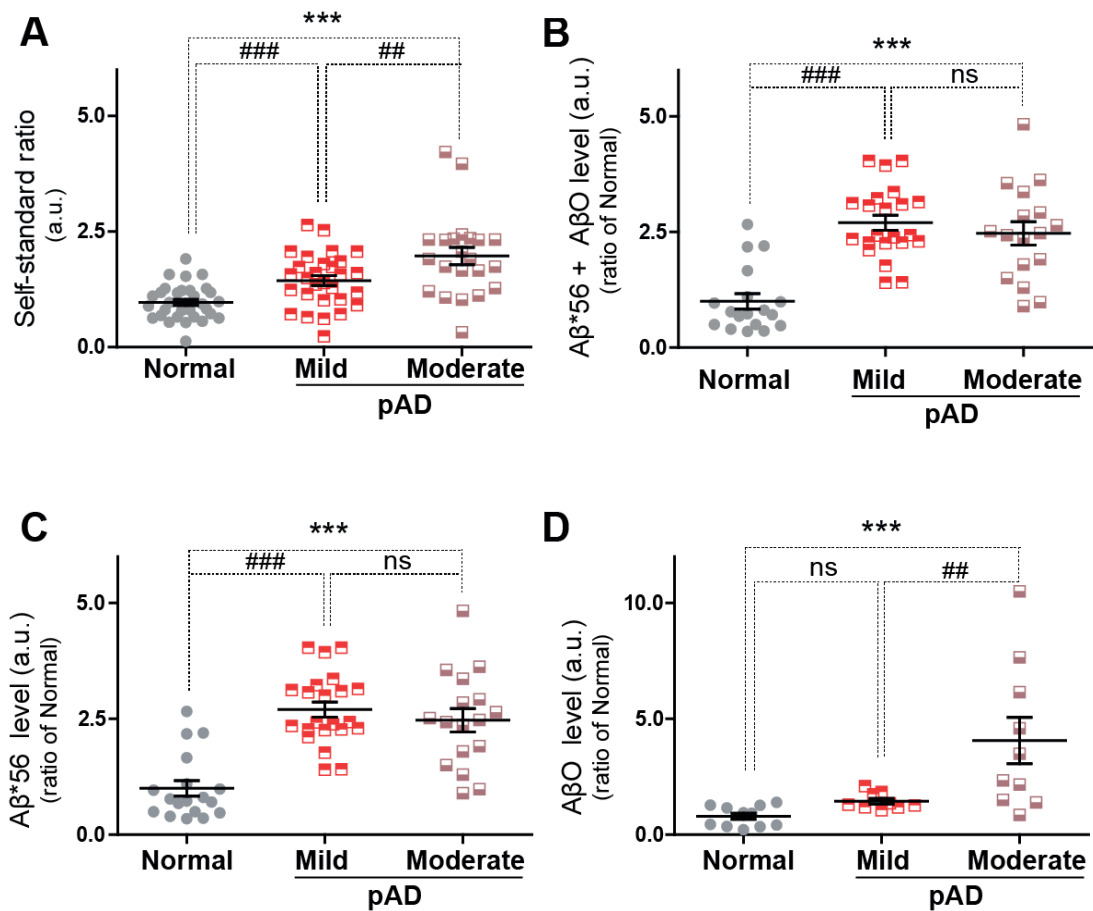 A
***
###
##
Self-standard ratio
(a.u.)
5.0
2.5
0.0
Normal
Mild
Moderate
pAD
B
***
###
ns
Aβ*56 + AβO level (a.u.)
(ratio of Normal)
5.0
2.5
0.0
Normal
Mild
Moderate
pAD
C
***
###
ns
Aβ*56 level (a.u.)
(ratio of Normal)
5.0
2.5
0.0
Normal
Mild
Moderate
pAD
D
***
ns
##
AβO level (a.u.)
(ratio of Normal)
10.0
5.0
0.0
Normal
Mild
Moderate
pAD